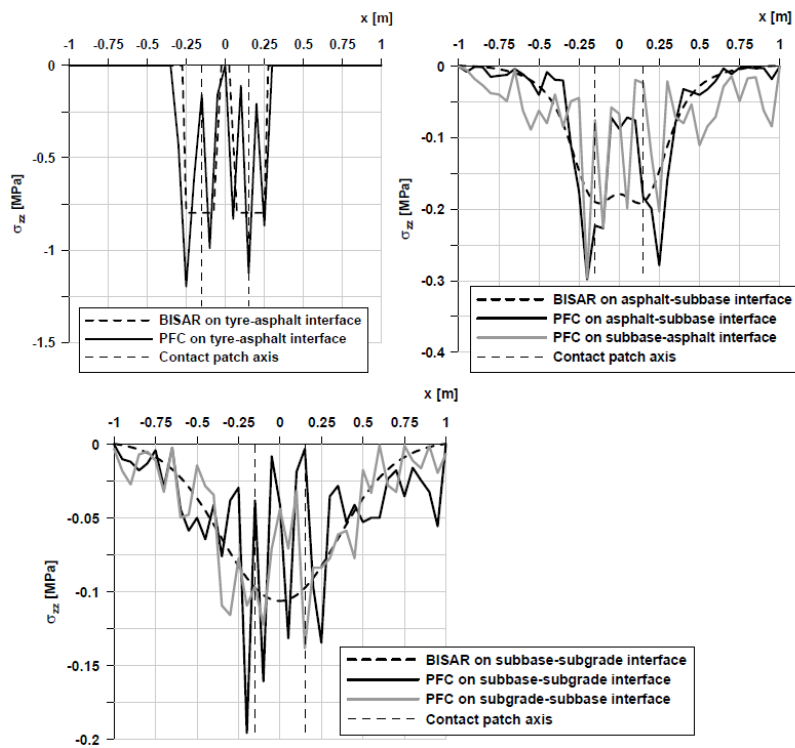 x [m]
-1 -0.75 -0.5 -0.25 0 0.25 0.5 0.75 1
0
-0.5
-1
-1.5
σzz [MPa]
BISAR on tyre-asphalt interface
PFC on tyre-asphalt interface
Contact patch axis
x [m]
-1 -0.75 -0.5 -0.25 0 0.25 0.5 0.75 1
0
-0.1
-0.2
-0.3
-0.4
σzz [MPa]
BISAR on asphalt-subbase interface
PFC on asphalt-subbase interface
PFC on subbase-asphalt interface
Contact patch axis
x [m]
-1 -0.75 -0.5 -0.25 0 0.25 0.5 0.75 1
0
-0.05
-0.1
-0.15
-0.2
σzz [MPa]
BISAR on subbase-subgrade interface
PFC on subbase-subgrade interface
PFC on subgrade-subbase interface
Contact patch axis